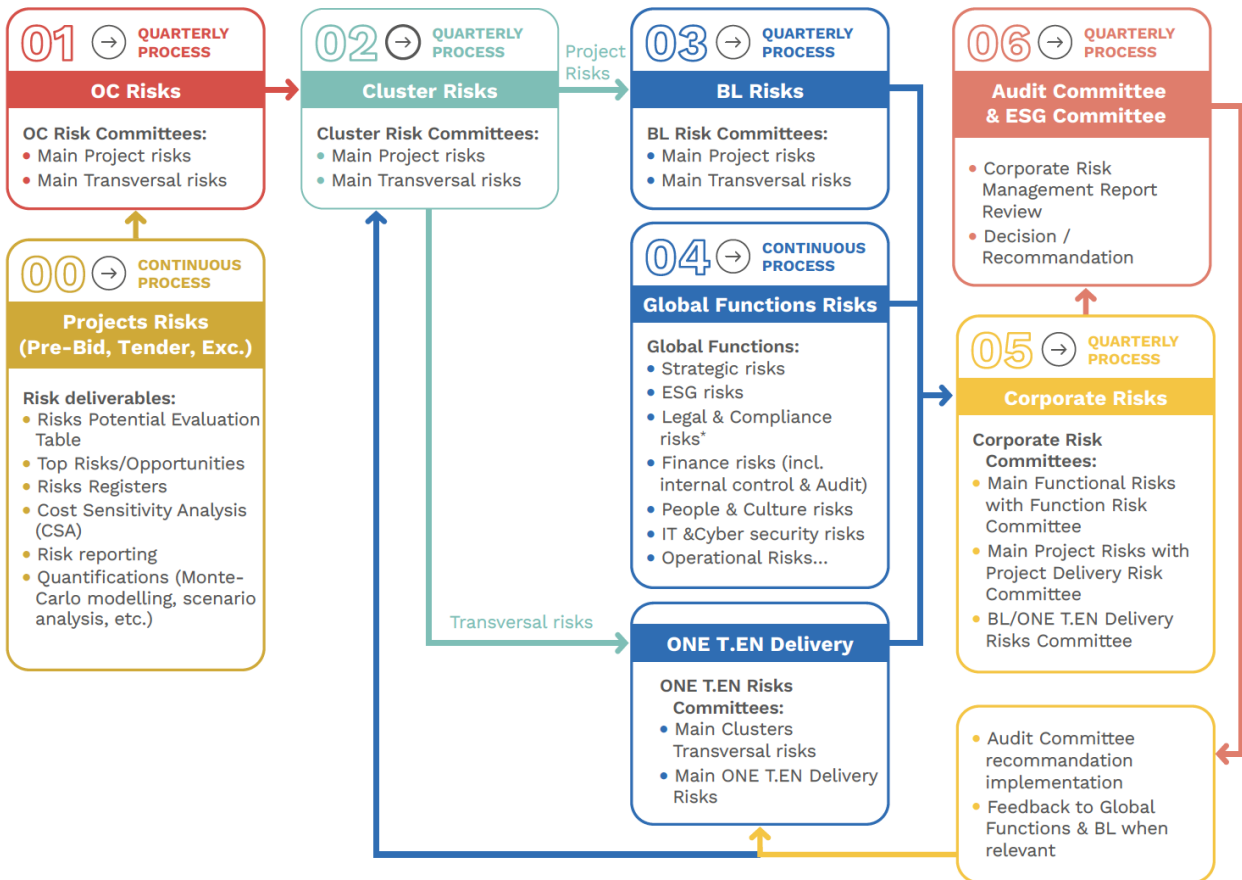 01 → QUARTERLY
PROCESS
OC Risks
OC Risk Committees:
• Main Project risks
• Main Transversal risks
00 → CONTINUOUS
PROCESS
Projects Risks
(Pre-Bid, Tender, Exc.)
Risk deliverables:
• Risks Potential Evaluation
Table
• Top Risks/Opportunities
• Risks Registers
• Cost Sensitivity Analysis
(CSA)
• Risk reporting
• Quantifications (Monte-
Carlo modelling, scenario
analysis, etc.)
02 → QUARTERLY
PROCESS
Cluster Risks
Cluster Risk Committees:
• Main Project risks
• Main Transversal risks
Project
Risks
Transversal risks
03 → QUARTERLY
PROCESS
BL Risks
BL Risk Committees:
• Main Project risks
• Main Transversal risks
04 → CONTINUOUS
PROCESS
Global Functions Risks
Global Functions:
• Strategic risks
• ESG risks
• Legal & Compliance
risks*
• Finance risks (incl.
internal control & Audit)
• People & Culture risks
• IT &Cyber security risks
• Operational Risks...
ONE T.EN Delivery
ONE T.EN Risks
Committees:
• Main Clusters
Transversal risks
• Main ONE T.EN Delivery
Risks
06 → QUARTERLY
PROCESS
Audit Committee
& ESG Committee
• Corporate Risk
Management Report
Review
• Decision /
Recommandation
05 → QUARTERLY
PROCESS
Corporate Risks
Corporate Risk
Committees:
• Main Functional Risks
with Function Risk
Committee
• Main Project Risks with
Project Delivery Risk
Committee
• BL/ONE T.EN Delivery
Risks Committee
• Audit Committee
recommandation
implementation
• Feedback to Global
Functions & BL when
relevant